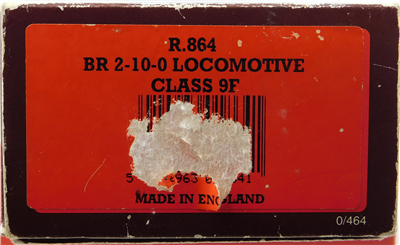 R.864
BR 2-10-0 LOCOMOTIVE
CLASS 9F
MADE IN ENGLAND
0/464